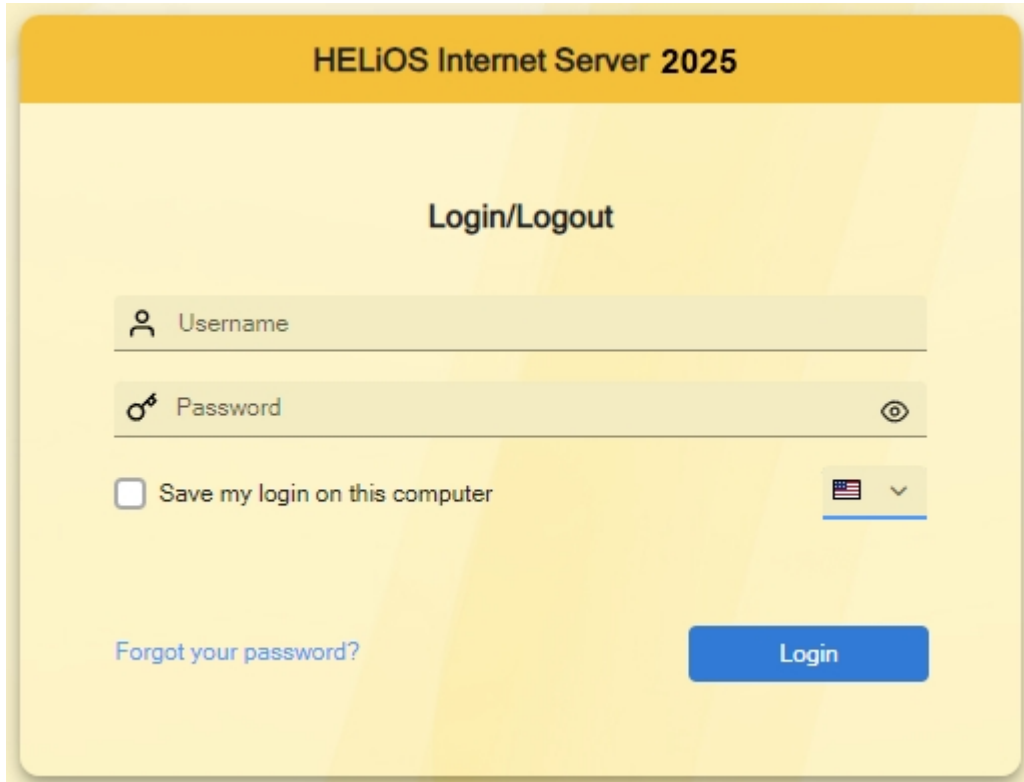 HELiOS Internet Server 2025
Login/Logout
Username
Password
Save my login on this computer
Forgot your password?
Login